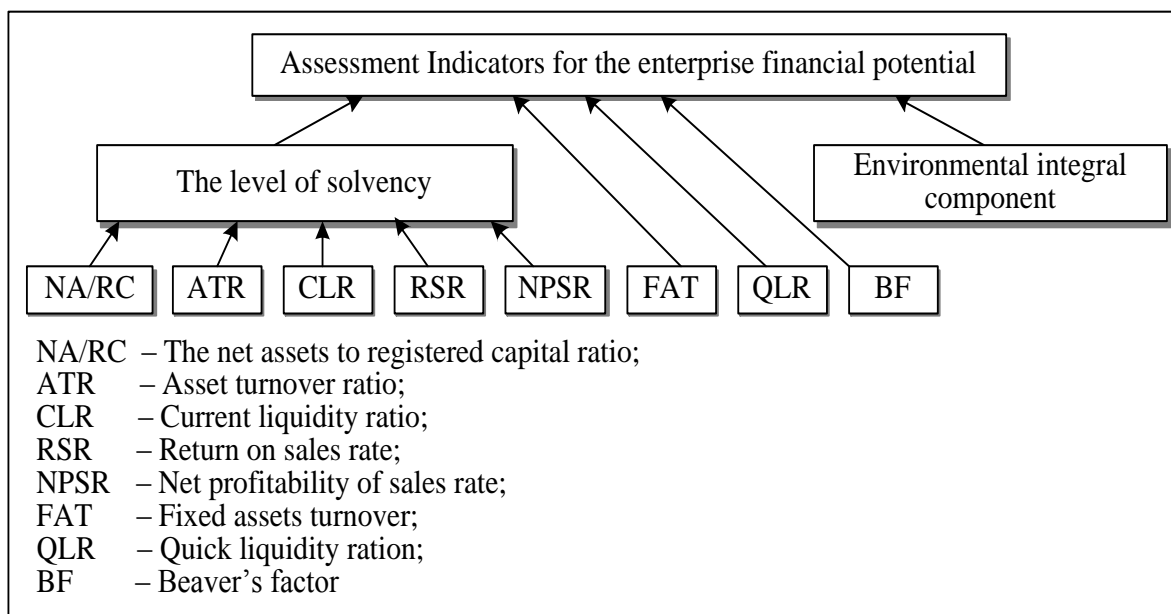 Assessment Indicators for the enterprise financial potential
The level of solvency
Environmental integral
component
NA/RC
ATR
CLR
RSR
NPSR
FAT
QLR
BF
NA/RC – The net assets to registered capital ratio;
ATR – Asset turnover ratio;
CLR – Current liquidity ratio;
RSR – Return on sales rate;
NPSR – Net profitability of sales rate;
FAT – Fixed assets turnover;
QLR – Quick liquidity ration;
BF – Beaver’s factor